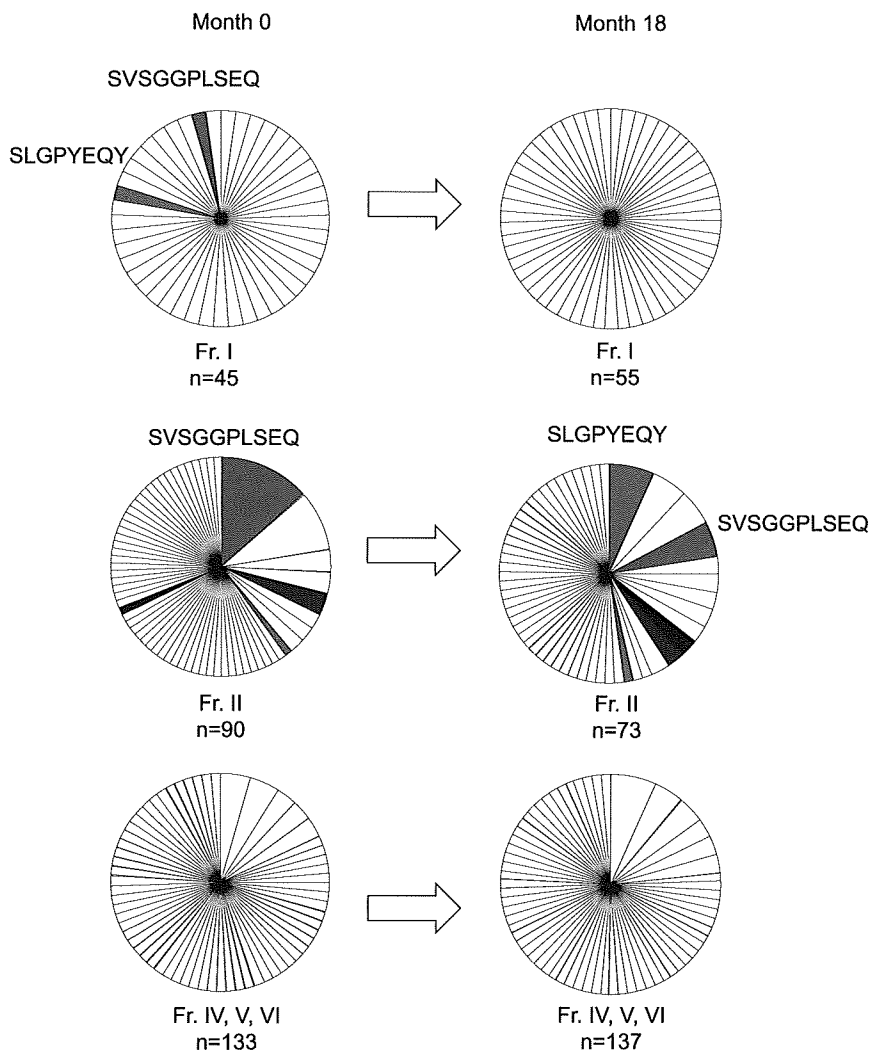 Month 0
Month 18
SVSGGPLSEQ
SLGPYEQY
Fr. I
n=45
Fr. I
n=55
SVSGGPLSEQ
SLGPYEQY
SVSGGPLSEQ
Fr. II
n=90
Fr. II
n=73
Fr. IV, V, VI
n=133
Fr. IV, V, VI
n=137